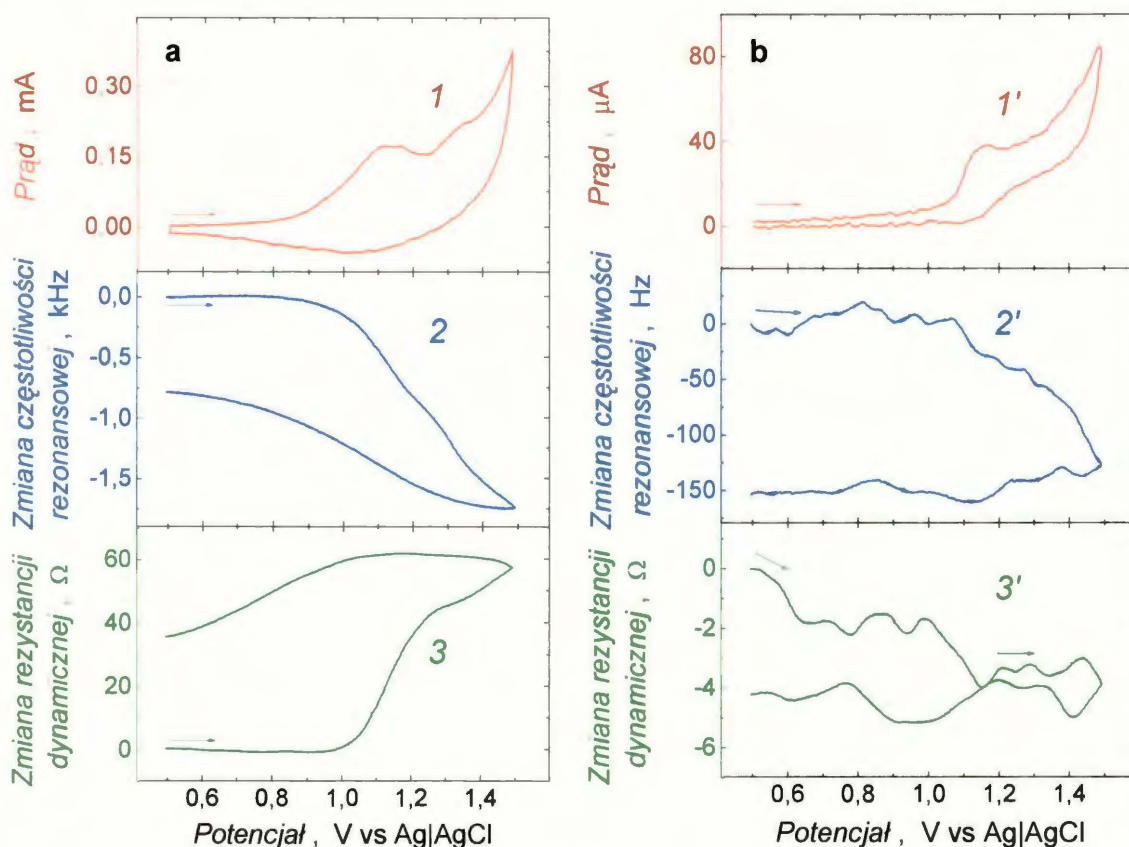 a
Prąd , mA
0.30
0.15
0.00
1
Zmiana częstotliwości
rezonansowej, kHz
0,0
-0.5
-1.0
-1.5
2
Zmiana rezystancji
dynamicznej, Ω
60
40
20
0
3
0,6 0,8 1,0 1,2 1,4
Potencjał , V vs Ag|AgCl
b
Prąd , μA
80
40
0
1'
Zmiana częstotliwości
rezonansowej , Hz
0
-50
-100
-150
2'
Zmiana rezystancji
dynamicznej, Ω
0
-2
-4
-6
3'
0,6 0,8 1,0 1,2 1,4
Potencjał , V vs Ag|AgCl